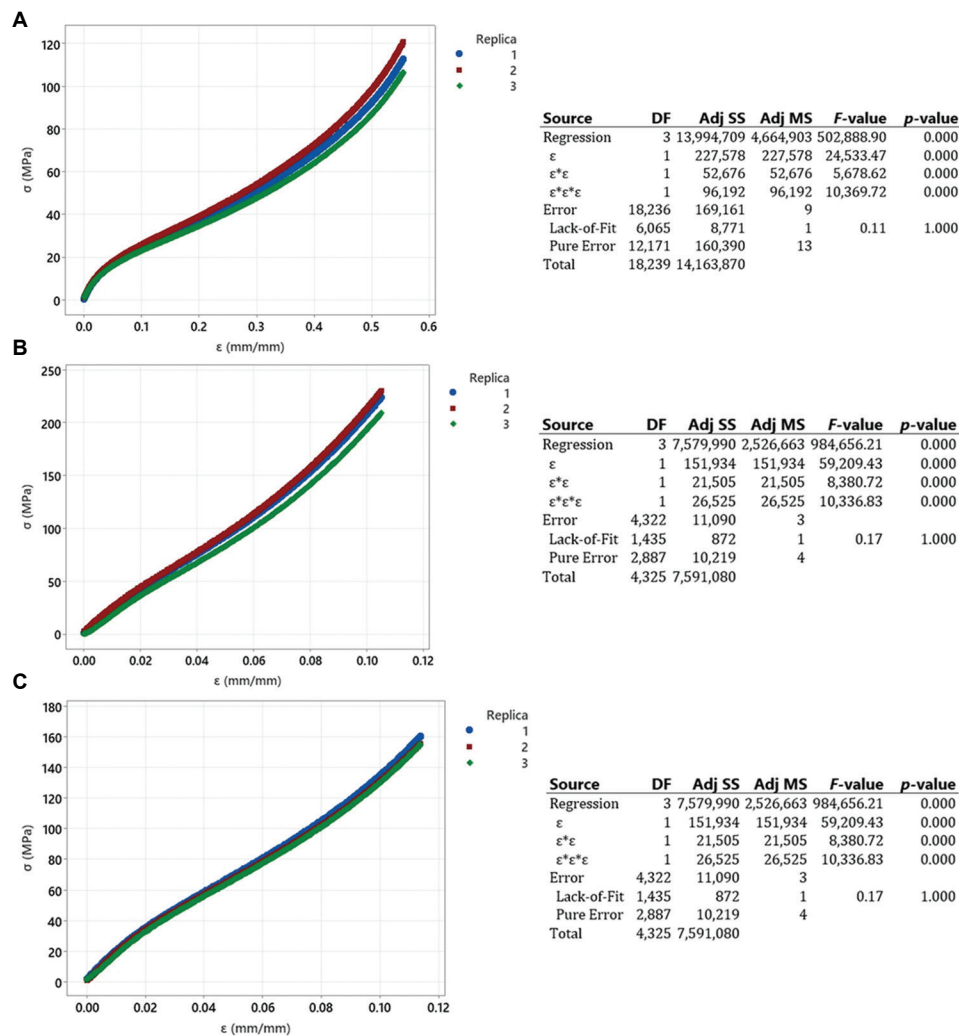 A
Replica
1
2
3
σ (MPa)
120
100
80
60
40
20
0
0.0 0.1 0.2 0.3 0.4 0.5 0.6
ε (mm/mm)
Source DF Adj SS Adj MS F-value p-value
Regression 3 13,994,709 4,664,903 502,888.90 0.000
ε 1 227,578 227,578 24,533.47 0.000
ε*ε 1 52,676 52,676 5,678.62 0.000
ε*ε*ε 1 96,192 96,192 10,369.72 0.000
Error 18,236 169,161 9
Lack-of-Fit 6,065 8,771 1 0.11 1.000
Pure Error 12,171 160,390 13
Total 18,239 14,163,870
B
Replica
1
2
3
σ (MPa)
250
200
150
100
50
0
0.00 0.02 0.04 0.06 0.08 0.10 0.12
ε (mm/mm)
Source DF Adj SS Adj MS F-value p-value
Regression 3 7,579,990 2,526,663 984,656.21 0.000
ε 1 151,934 151,934 59,209.43 0.000
ε*ε 1 21,505 21,505 8,380.72 0.000
ε*ε*ε 1 26,525 26,525 10,336.83 0.000
Error 4,322 11,090 3
Lack-of-Fit 1,435 872 1 0.17 1.000
Pure Error 2,887 10,219 4
Total 4,325 7,591,080
C
Replica
1
2
3
σ (MPa)
180
160
140
120
100
80
60
40
20
0
0.00 0.02 0.04 0.06 0.08 0.10 0.12
ε (mm/mm)
Source DF Adj SS Adj MS F-value p-value
Regression 3 7,579,990 2,526,663 984,656.21 0.000
ε 1 151,934 151,934 59,209.43 0.000
ε*ε 1 21,505 21,505 8,380.72 0.000
ε*ε*ε 1 26,525 26,525 10,336.83 0.000
Error 4,322 11,090 3
Lack-of-Fit 1,435 872 1 0.17 1.000
Pure Error 2,887 10,219 4
Total 4,325 7,591,080